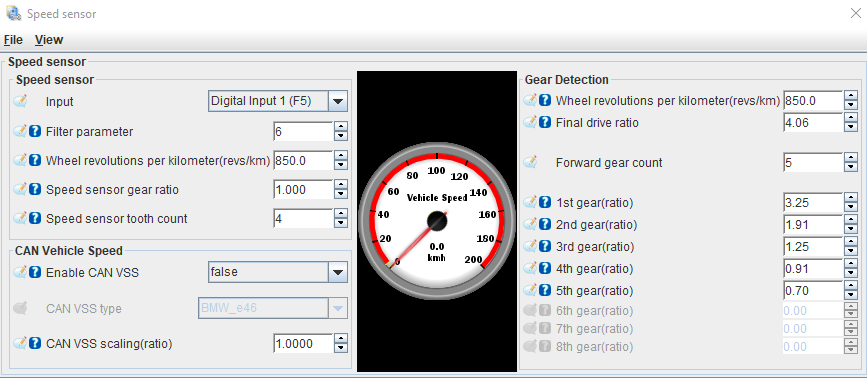 Speed sensor
File View
Speed sensor
Speed sensor
Input Digital Input 1 (F5)
Filter parameter 6
Wheel revolutions per kilometer(revs/km) 850.0
Speed sensor gear ratio 1.000
Speed sensor tooth count 4
CAN Vehicle Speed
Enable CAN VSS false
CAN VSS type BMW_e46
CAN VSS scaling(ratio) 1.0000
0 20 40 60 80 100 120 140 160 180 200
Vehicle Speed
0.0
kmh
Gear Detection
Wheel revolutions per kilometer(revs/km) 850.0
Final drive ratio 4.06
Forward gear count 5
1st gear(ratio) 3.25
2nd gear(ratio) 1.91
3rd gear(ratio) 1.25
4th gear(ratio) 0.91
5th gear(ratio) 0.70
6th gear(ratio) 0.00
7th gear(ratio) 0.00
8th gear(ratio) 0.00